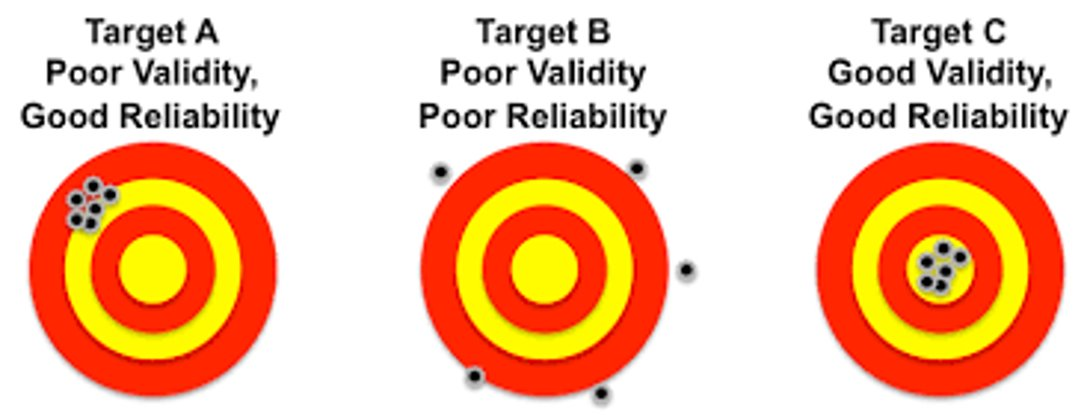 Target A
Poor Validity,
Good Reliability
Target B
Poor Validity
Poor Reliability
Target C
Good Validity,
Good Reliability